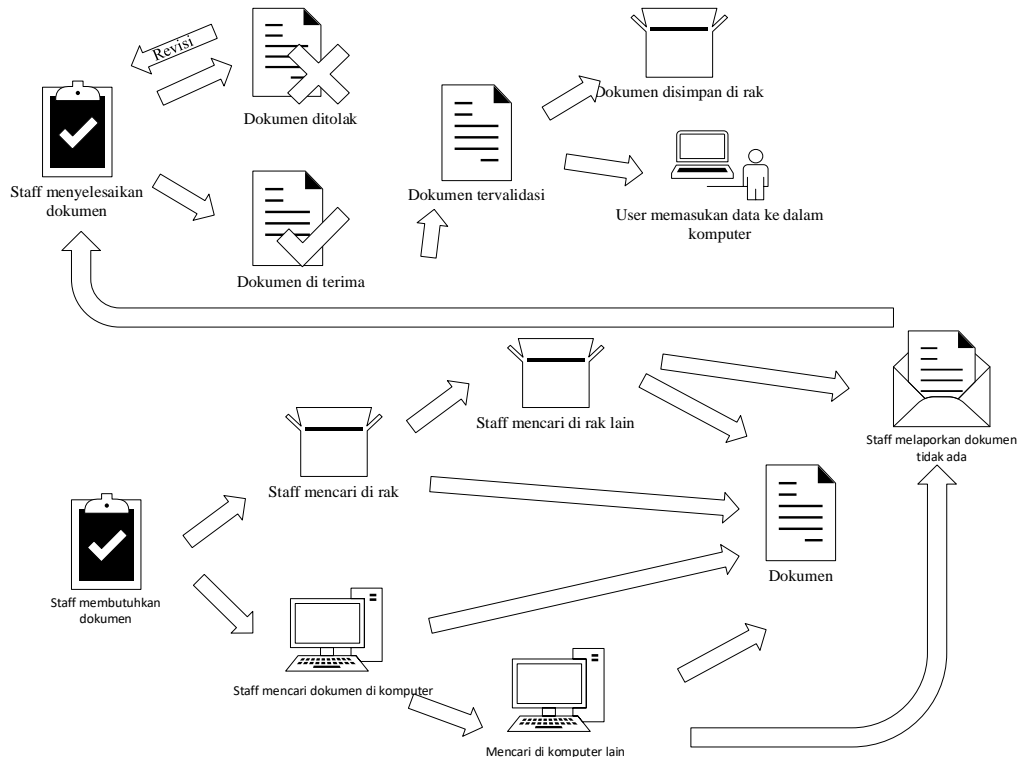 Revisi
Dokumen ditolak
Dokumen disimpan di rak
Staff menyelesaikan
dokumen
Dokumen tervalidasi
User memasukan data ke dalam
komputer
Dokumen di terima
Staff mencari di rak lain
Staff melaporkan dokumen
tidak ada
Staff mencari di rak
Dokumen
Staff membutuhkan
dokumen
Staff mencari dokumen di komputer
Mencari di komputer lain